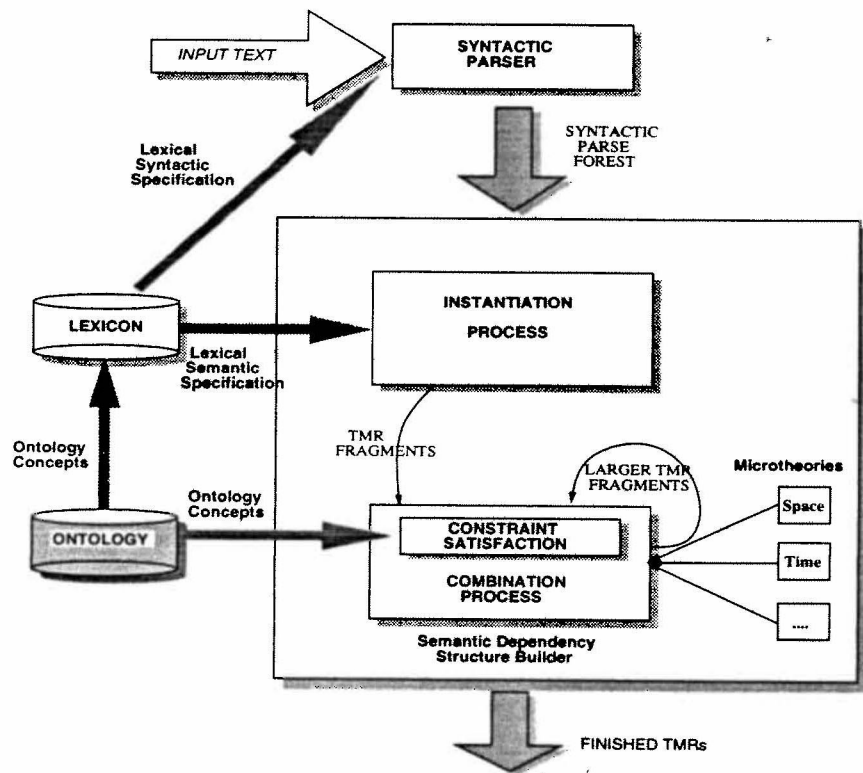 INPUT TEXT
SYNTACTIC
PARSER
Lexical
Syntactic
Specification
SYNTACTIC
PARSE
FOREST
INSTANTIATION
PROCESS
LEXICON
Lexical
Semantic
Specification
TMR
FRAGMENTS
LARGER TMR
FRAGMENTS
Microtheories
Ontology
Concepts
Ontology
Concepts
Space
ONTOLOGY
CONSTRAINT
SATISFACTION
Time
COMBINATION
PROCESS
....
Semantic Dependency
Structure Builder
FINISHED TMRs